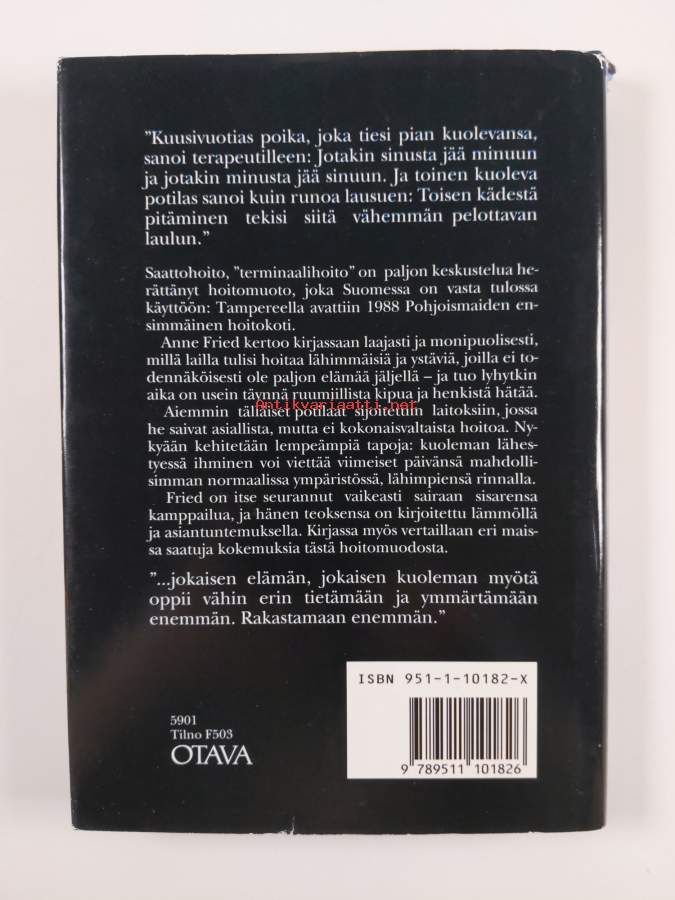 "Kuusivuotias poika, joka tiesi pian kuolevansa,
sanoi terapeutilleen: Jotakin sinusta jää minuun
ja jotakin minusta jää sinuun. Ja toinen kuoleva
potilas sanoi kuin runoa lausuen: Toisen kädestä
pitäminen tekisi siitä vähemmän pelottavan
laulun."
Saattohoito, "terminaalihoito" on paljon keskustelua he-
rättänyt hoitomuoto, joka Suomessa on vasta tulossa
käyttöön: Tampereella avattiin 1988 Pohjoismaiden en-
simmäinen hoitokoti.
Anne Fried kertoo kirjassaan laajasti ja monipuolisesti,
millä lailla tulisi hoitaa lähimmäisiä ja ystäviä, joilla ei to-
dennäköisesti ole paljon elämää jäljellä – ja tuo lyhytkin
aika on usein täynnä ruumiillista kipua ja henkistä hätää.
Antikvariaatti.net
Aiemmin tällaiset potilaat sijoitettiin laitoksiin, jossa
he saivat asiallista, mutta ei kokonaisvaltaista hoitoa. Ny-
kyään kehitetään lempeämpiä tapoja: kuoleman lähes-
tyessä ihminen voi viettää viimeiset päivänsä mahdolli-
simman normaalissa ympäristössä, lähimpiensä rinnalla.
Fried on itse seurannut vaikeasti sairaan sisarensa
kamppailua, ja hänen teoksensa on kirjoitettu lämmöllä
ja asiantuntemuksella. Kirjassa myös vertaillaan eri mais-
sa saatuja kokemuksia tästä hoitomuodosta.
"...jokaisen elämän, jokaisen kuoleman myötä
oppii vähin erin tietämään ja ymmärtämään
enemmän. Rakastamaan enemmän."
ISBN 951-1-10182-X
5901
Tilno F503
OTAVA
9 789511 101826